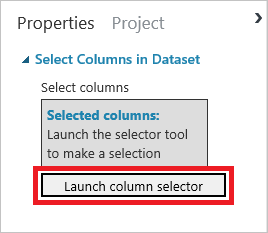 Properties Project
Select Columns in Dataset
Select columns
Selected columns:
Launch the selector tool
to make a selection
Launch column selector